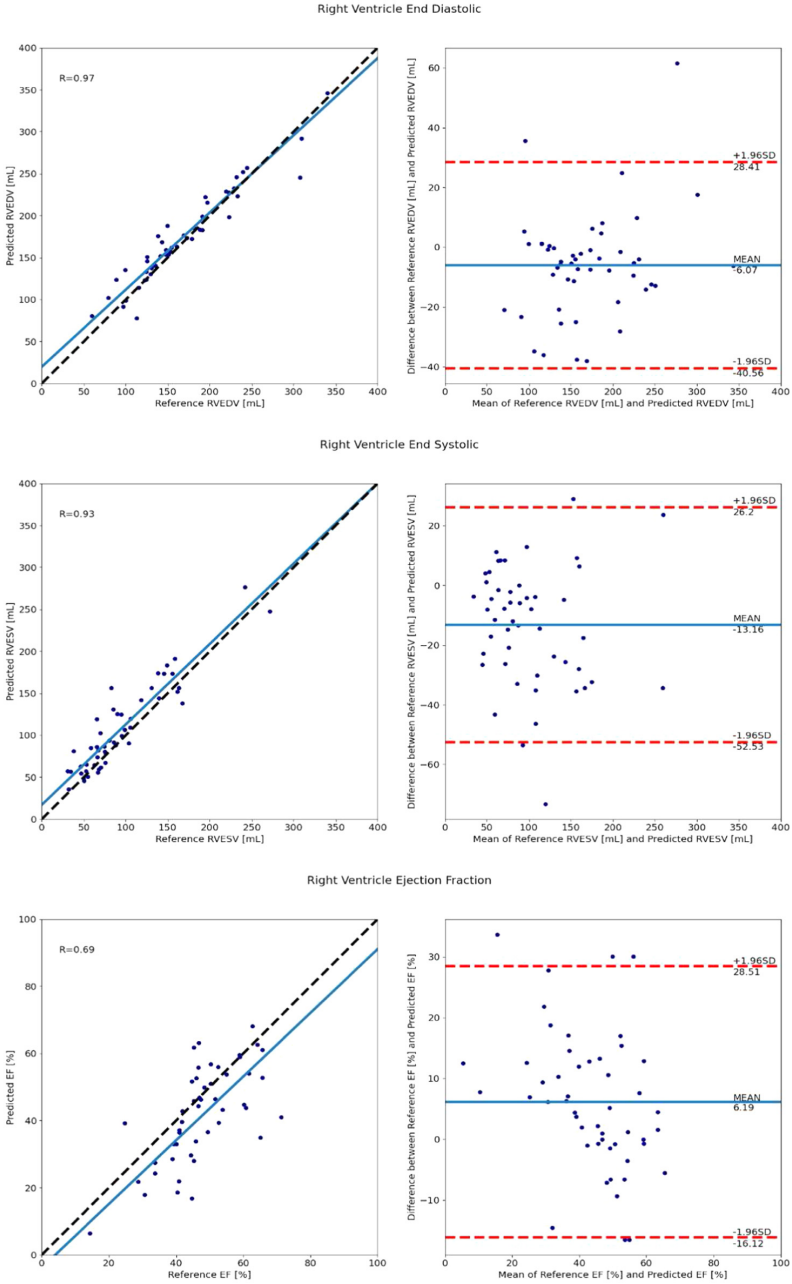 Right Ventricle End Diastolic
400
350
300
250
200
150
100
50
0
Predicted RVEDV [mL]
R=0.97
0 50 100 150 200 250 300 350 400
Reference RVEDV [mL]
60
40
20
0
−20
−40
Difference between Reference RVEDV [mL] and Predicted RVEDV [mL]
+1.96SD
28.41
MEAN
-6.07
-1.96SD
-40.56
0 50 100 150 200 250 300 350 400
Mean of Reference RVEDV [mL] and Predicted RVEDV [mL]
Right Ventricle End Systolic
400
350
300
250
200
150
100
50
0
Predicted RVESV [mL]
R=0.93
0 50 100 150 200 250 300 350 400
Reference RVESV [mL]
20
0
−20
−40
−60
Difference between Reference RVESV [mL] and Predicted RVESV [mL]
+1.96SD
26.2
MEAN
-13.16
-1.96SD
-52.53
0 50 100 150 200 250 300 350 400
Mean of Reference RVESV [mL] and Predicted RVESV [mL]
Right Ventricle Ejection Fraction
100
80
60
40
20
0
Predicted EF [%]
R=0.69
0 20 40 60 80 100
Reference EF [%]
30
20
10
0
−10
Difference between Reference EF [%] and Predicted EF [%]
+1.96SD
28.51
MEAN
6.19
-1.96SD
-16.12
0 20 40 60 80 100
Mean of Reference EF [%] and Predicted EF [%]